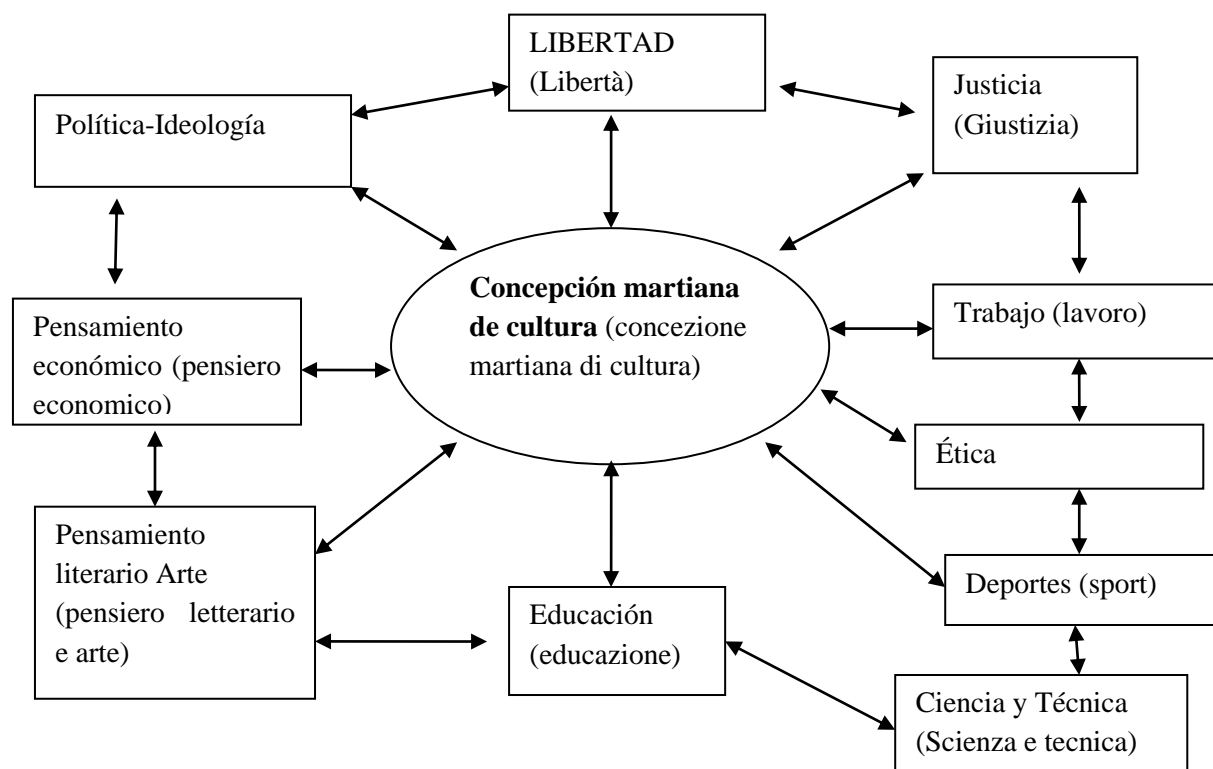 LIBERTAD
(Libertà)
Justicia
(Giustizia)
Política-Ideología
Concepción martiana
de cultura (concezione
martiana di cultura)
Trabajo (lavoro)
Pensamiento
económico (pensiero
economico)
Ética
Pensamiento
literario Arte
(pensiero letterario
e arte)
Deportes (sport)
Educación
(educazione)
Ciencia y Técnica
(Scienza e tecnica)